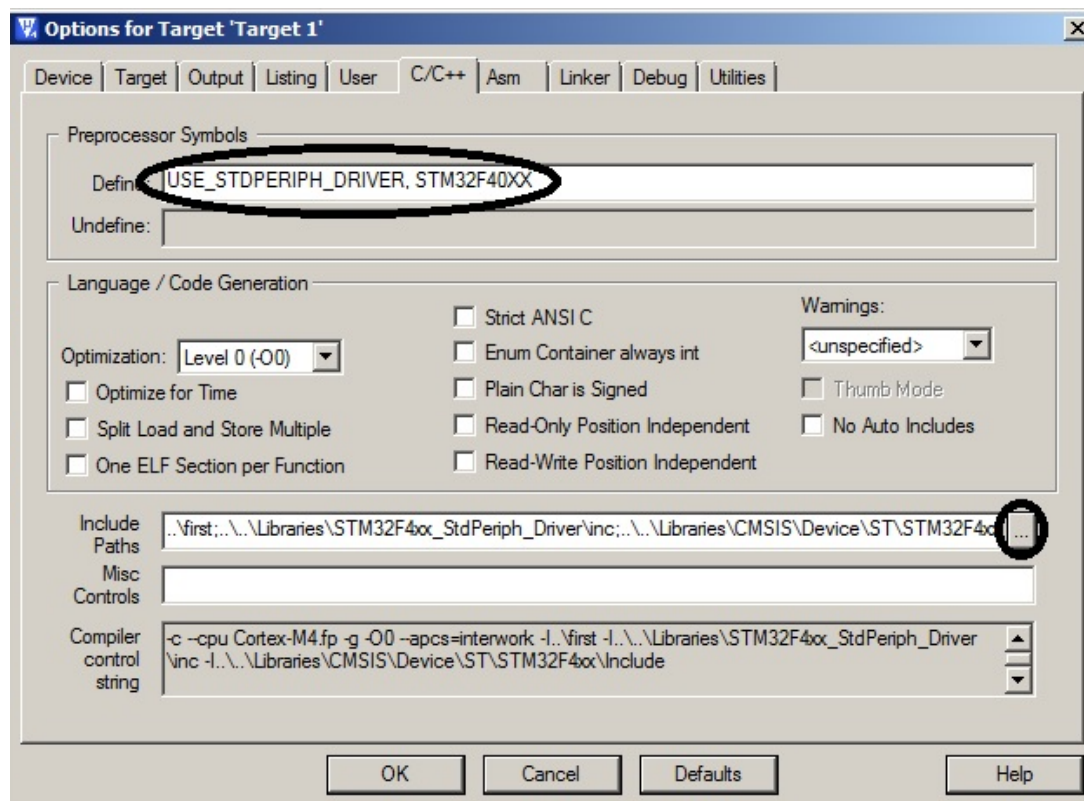 Options for Target 'Target 1'
Device Target Output Listing User C/C++ Asm Linker Debug Utilities
Preprocessor Symbols
USE_STDPERIPH_DRIVER, STM32F40XX
Undefine:
Language / Code Generation
Strict ANSI C
Warnings:
Optimization: Level 0 (-O0)
Enum Container always int
<unspecified>
Optimize for Time
Plain Char is Signed
Thumb Mode
Split Load and Store Multiple
Read-Only Position Independent
No Auto Includes
One ELF Section per Function
Read-Write Position Independent
Include
Paths
..\first;..\..\Libraries\STM32F4xx_StdPeriph_Driver\inc;..\..\Libraries\CMSIS\Device\ST\STM32F4xx ...
Misc
Controls
Compiler
control
string
-c --cpu Cortex-M4.fp -g -O0 --apcs=interwork -I..\first -I..\..\Libraries\STM32F4xx_StdPeriph_Driver
\inc -I..\..\Libraries\CMSIS\Device\ST\STM32F4xx\Include
OK Cancel Defaults Help